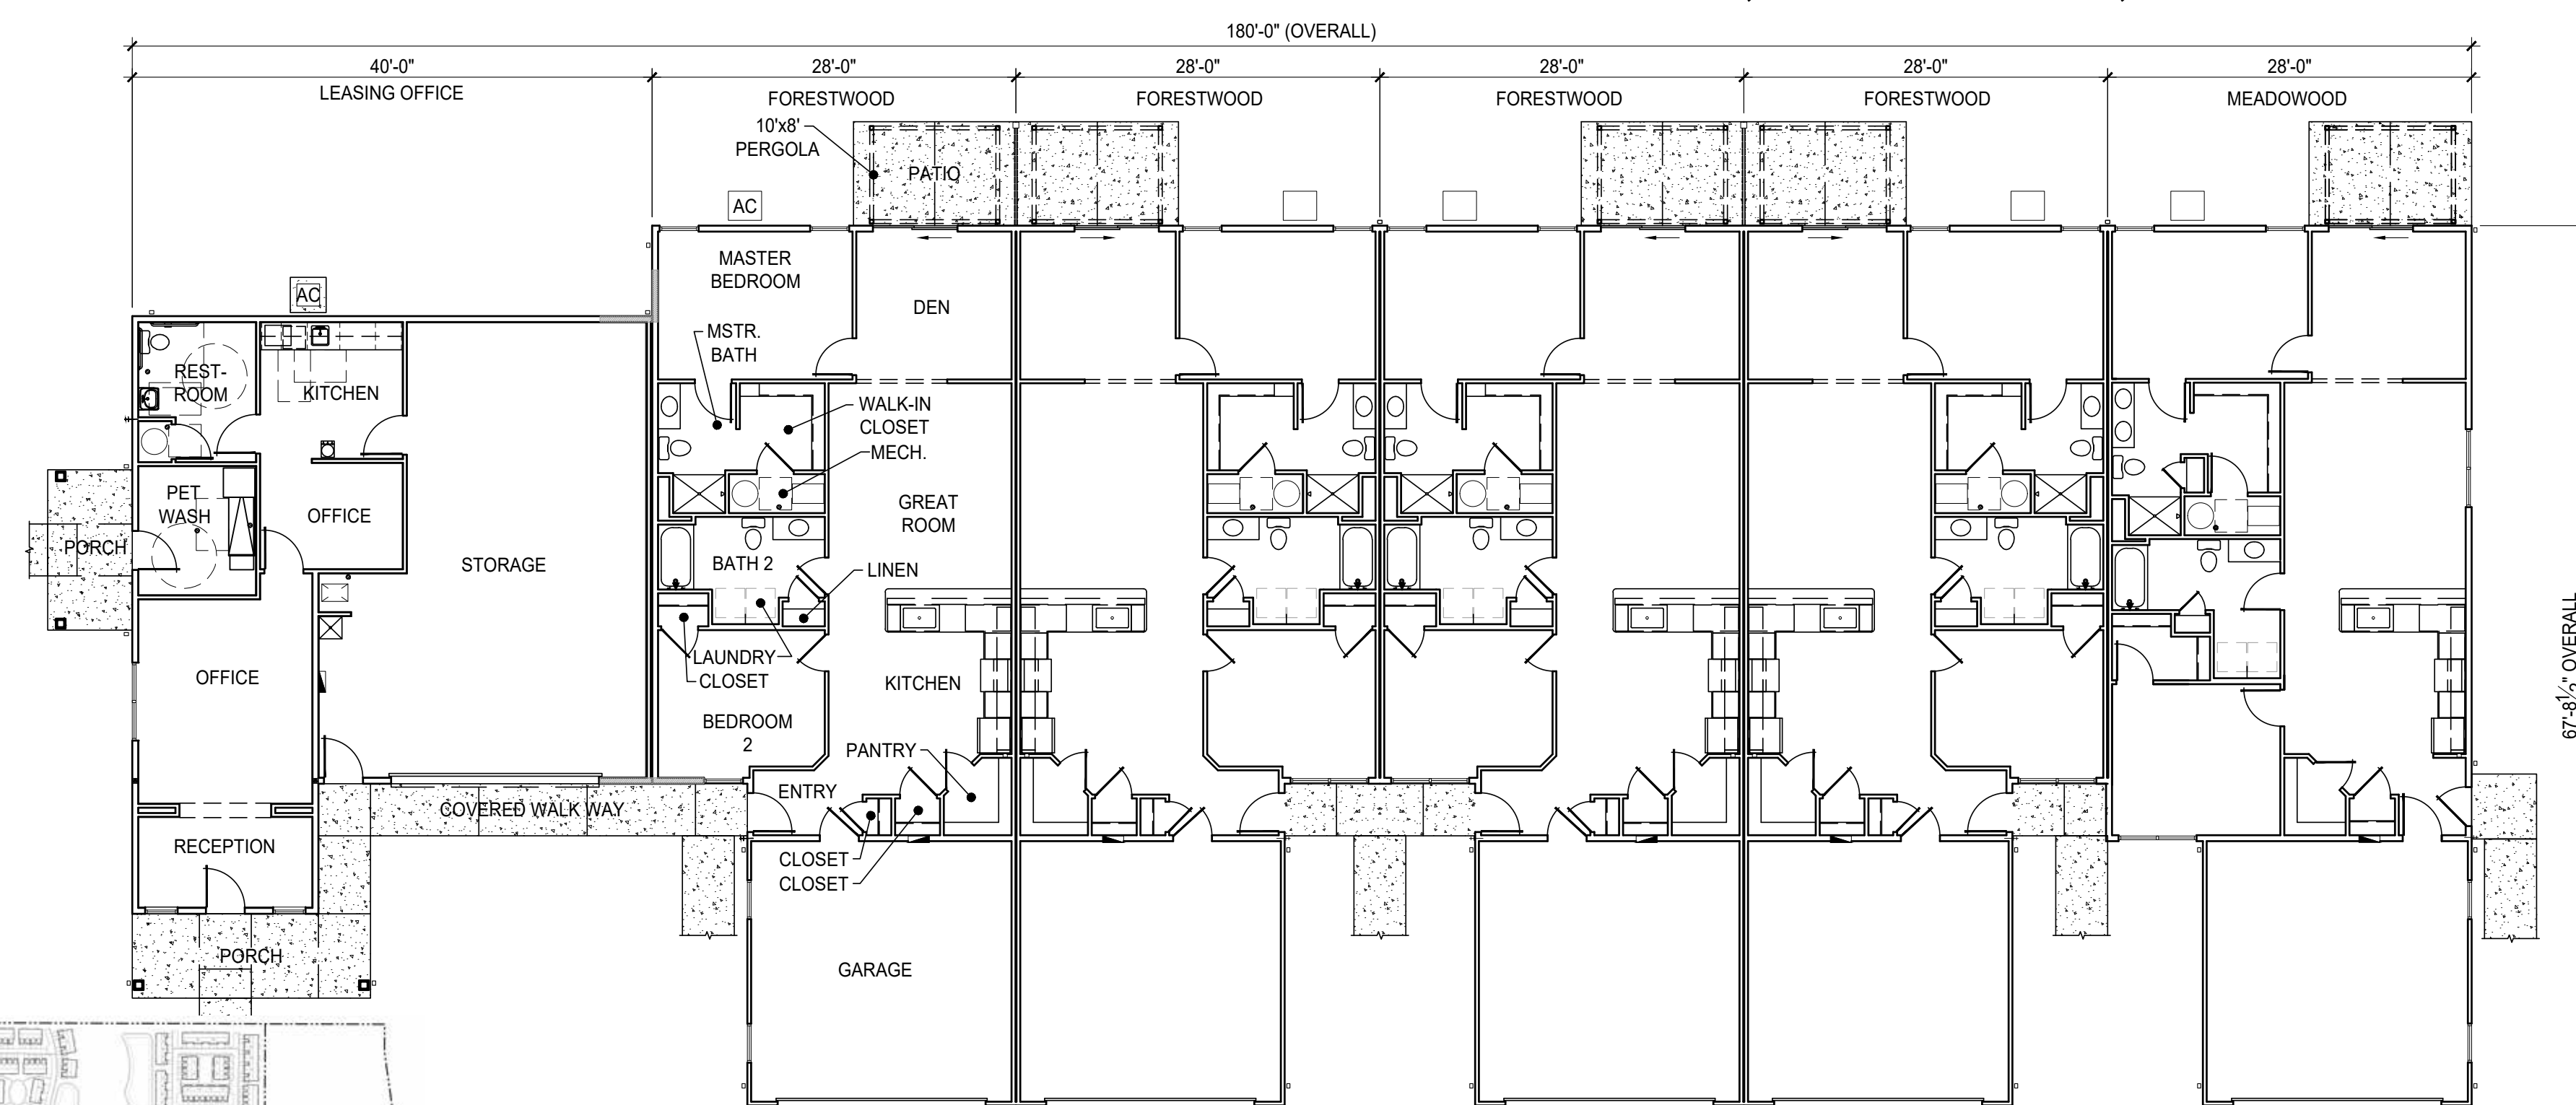 180'-0" (OVERALL)
40'-0"
28'-0"
28'-0"
28'-0"
28'-0"
28'-0"
LEASING OFFICE
FORESTWOOD
FORESTWOOD
FORESTWOOD
FORESTWOOD
MEADOWOOD
10'x8'
PERGOLA
PATIO
AC
MASTER
BEDROOM
DEN
AC
MSTR.
BATH
REST-
ROOM
KITCHEN
WALK-IN
CLOSET
MECH.
PET
WASH
OFFICE
GREAT
ROOM
PORCH
STORAGE
BATH 2
LINEN
LAUNDRY
CLOSET
OFFICE
KITCHEN
BEDROOM
2
PANTRY
ENTRY
COVERED WALK WAY
RECEPTION
CLOSET
CLOSET
PORCH
GARAGE
67'-8½" OVERALL